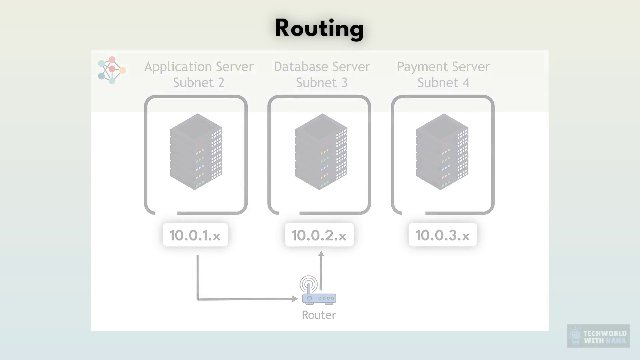 Routing
Application Server
Subnet 2
Database Server
Subnet 3
Payment Server
Subnet 4
10.0.1.x
10.0.2.x
10.0.3.x
Router
TECHWORLD
WITH NANA